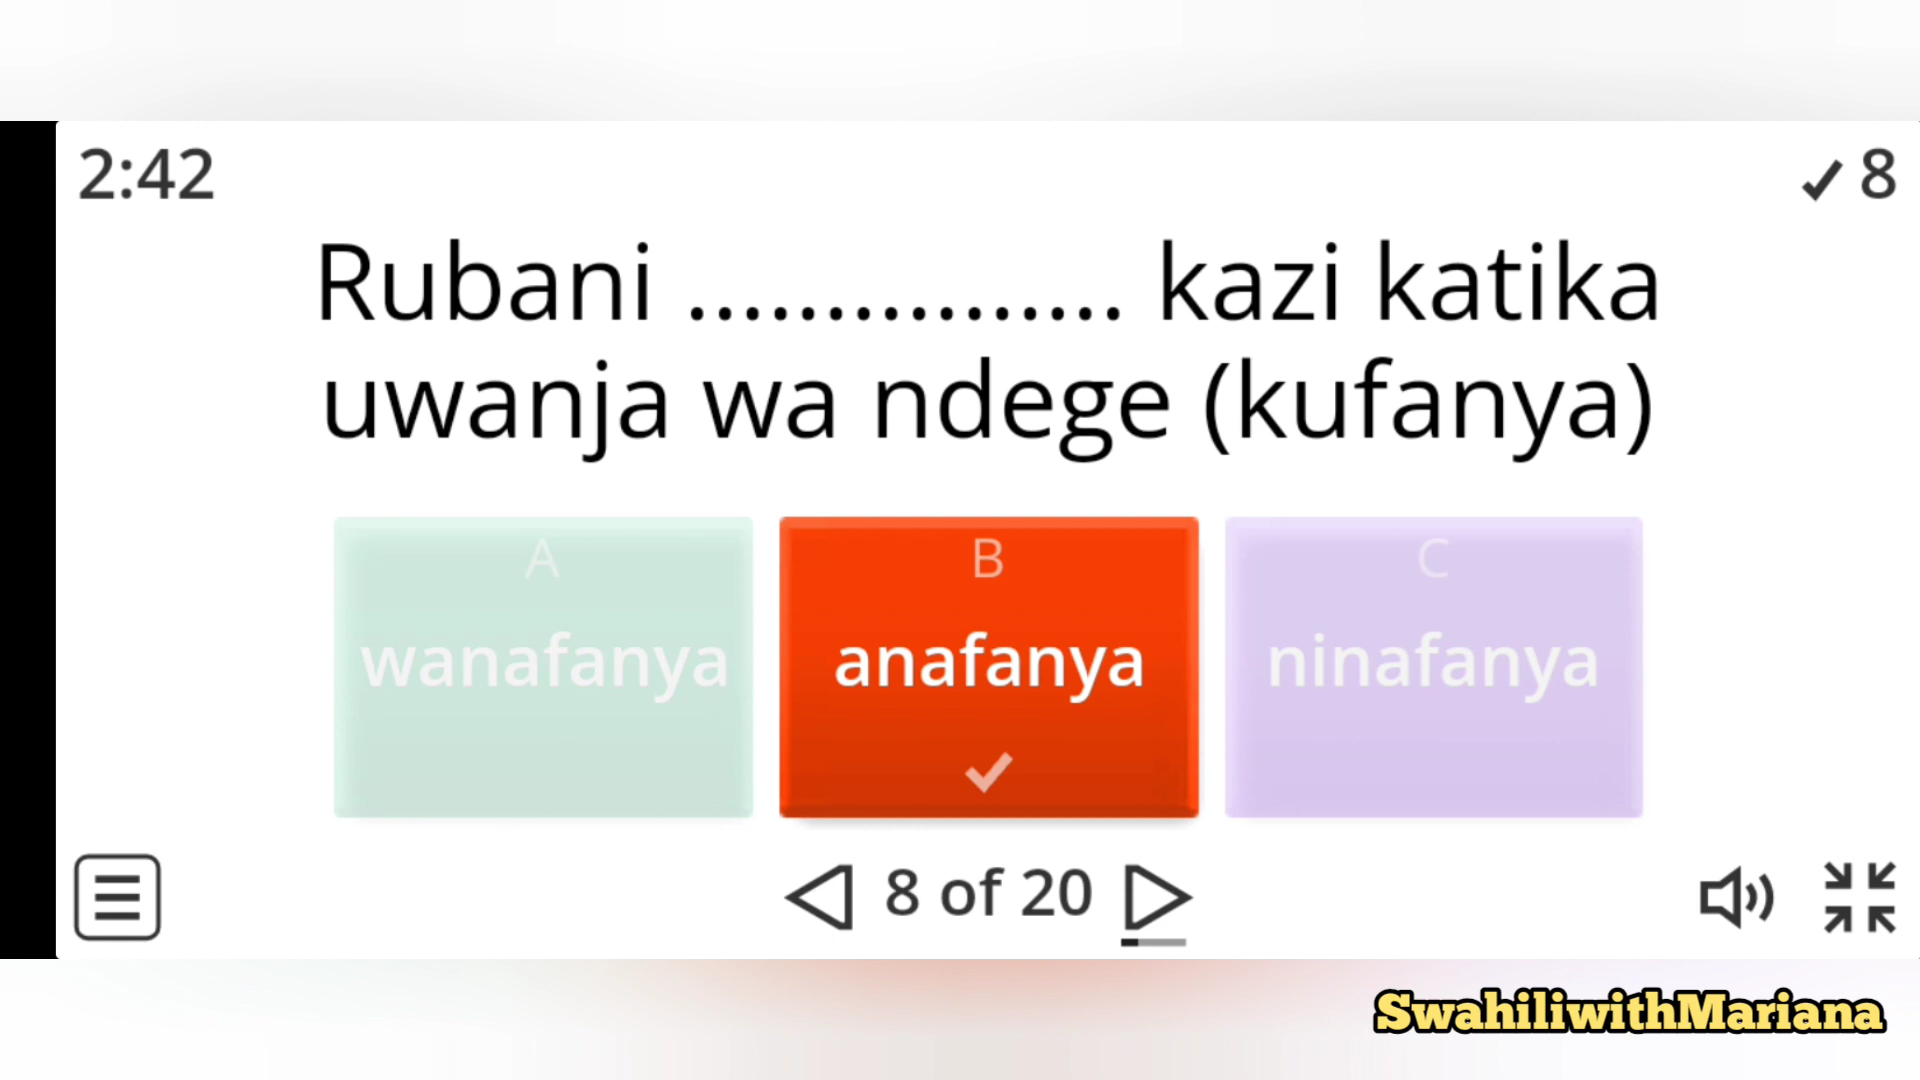 2:42
✓ 8
Rubani ................ kazi katika
uwanja wa ndege (kufanya)
A
wanafanya
B
anafanya
C
ninafanya
8 of 20
SwahiliwithMariana